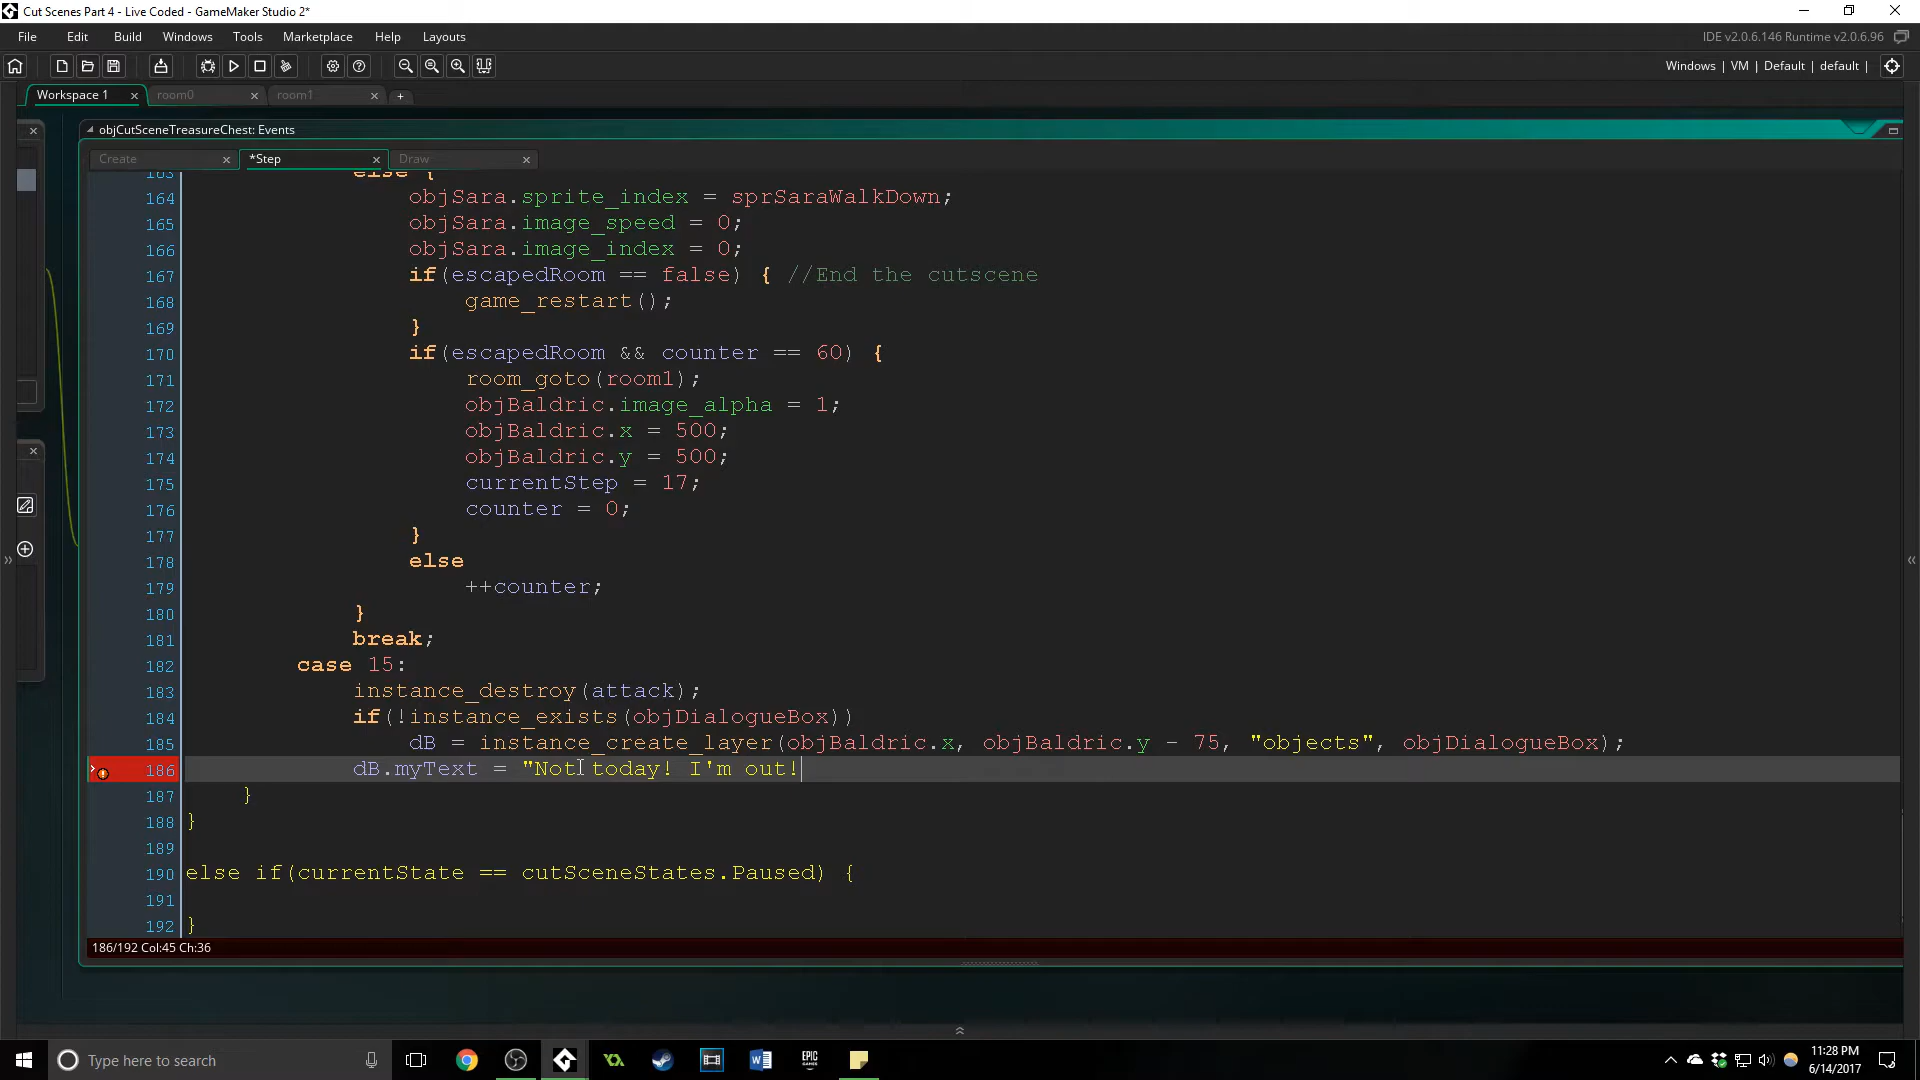 Cut Scenes Part 4 - Live Coded - GameMaker Studio 2*
File Edit Build Windows Tools Marketplace Help Layouts
IDE v2.0.6.146 Runtime v2.0.6.96
Windows | VM | Default | default |
Workspace 1 room0 room1
objCutSceneTreasureChest: Events
Create *Step Draw
163 else {
164 objSara.sprite_index = sprSaraWalkDown;
165 objSara.image_speed = 0;
166 objSara.image_index = 0;
167 if(escapedRoom == false) { //End the cutscene
168 game_restart();
169 }
170 if(escapedRoom && counter == 60) {
171 room_goto(room1);
172 objBaldric.image_alpha = 1;
173 objBaldric.x = 500;
174 objBaldric.y = 500;
175 currentStep = 17;
176 counter = 0;
177 }
178 else
179 ++counter;
180 }
181 break;
182 case 15:
183 instance_destroy(attack);
184 if(!instance_exists(objDialogueBox))
185 dB = instance_create_layer(objBaldric.x, objBaldric.y - 75, "objects", objDialogueBox);
186 dB.myText = "Not today! I'm out!
187 }
188 }
189
190 else if(currentState == cutSceneStates.Paused) {
191
192 }
186/192 Col:45 Ch:36
Type here to search
EPIC GAMES
11:28 PM
6/14/2017